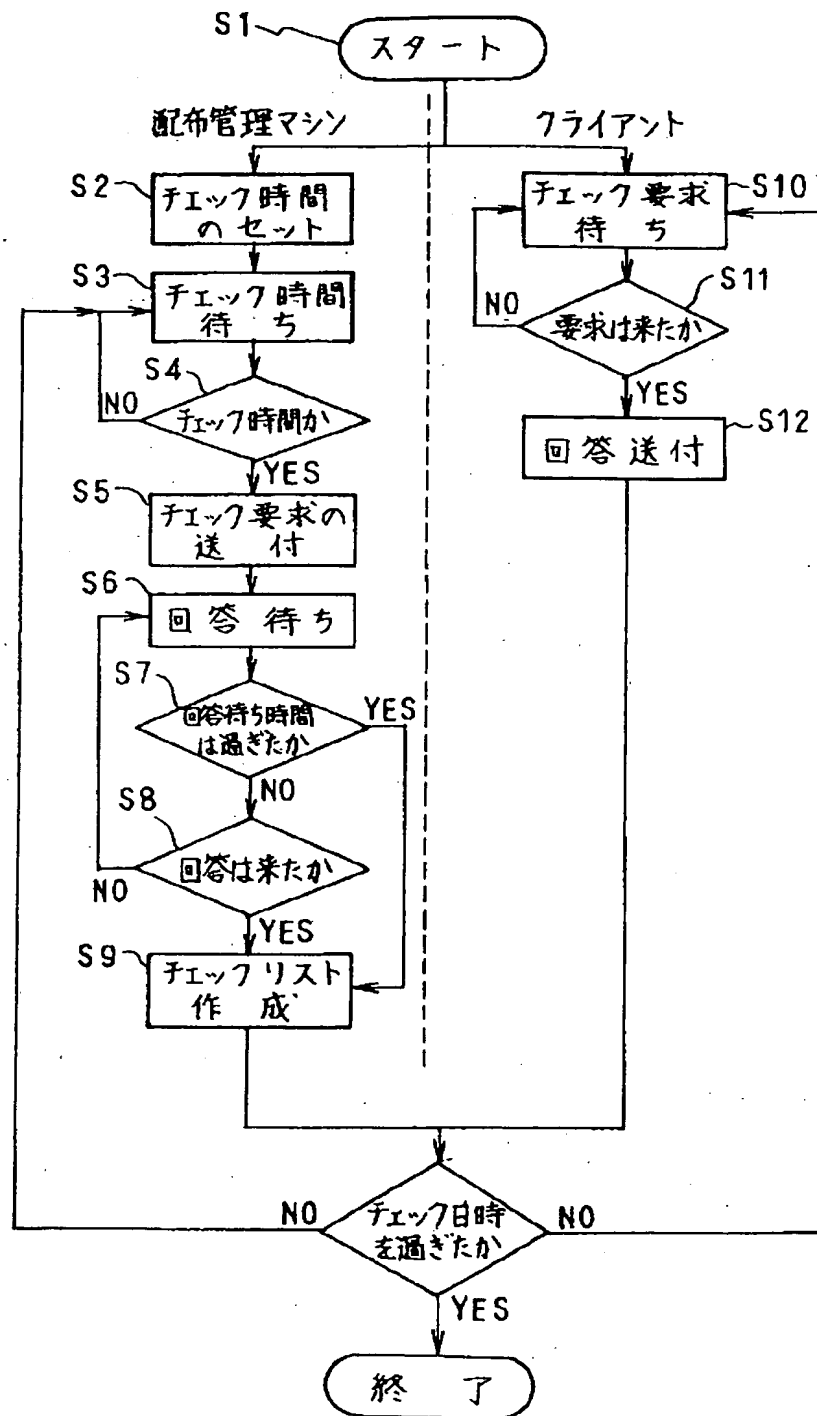 S1
スタート
配布管理マシン
クライアント
S2
チェック時間
のセット
S3
チェック時間
待ち
S4
チェック時間か
NO
YES
S5
チェック要求の
送付
S6
回答待ち
S7
回答待ち時間
は過ぎたか
YES
NO
S8
回答は来たか
NO
YES
S9
チェックリスト
作成
S10
チェック要求
待ち
S11
要求は来たか
NO
YES
S12
回答送付
チェック日時
を過ぎたか
NO
NO
YES
終了